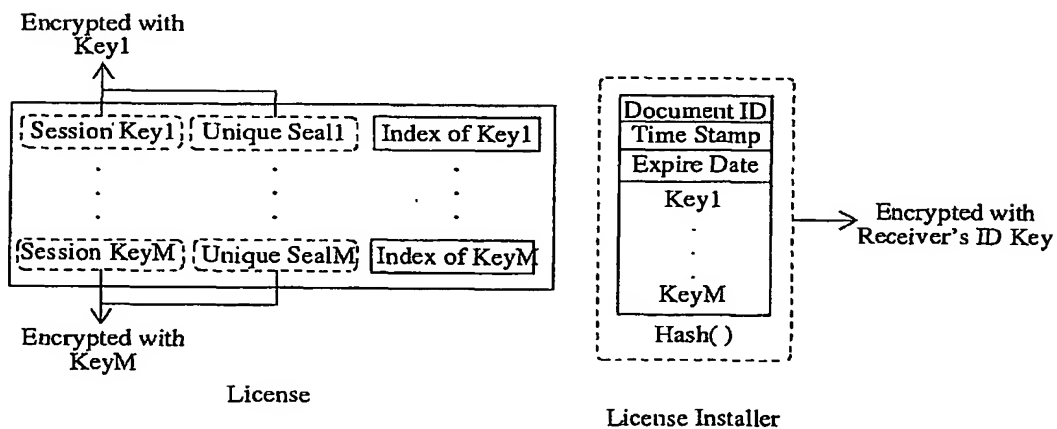 Encrypted with
Key1
Session Key1 Unique Seal1 Index of Key1
Session KeyM Unique SealM Index of KeyM
Encrypted with
KeyM
License
Document ID
Time Stamp
Expire Date
Key1
KeyM
Hash( )
Encrypted with
Receiver's ID Key
License Installer